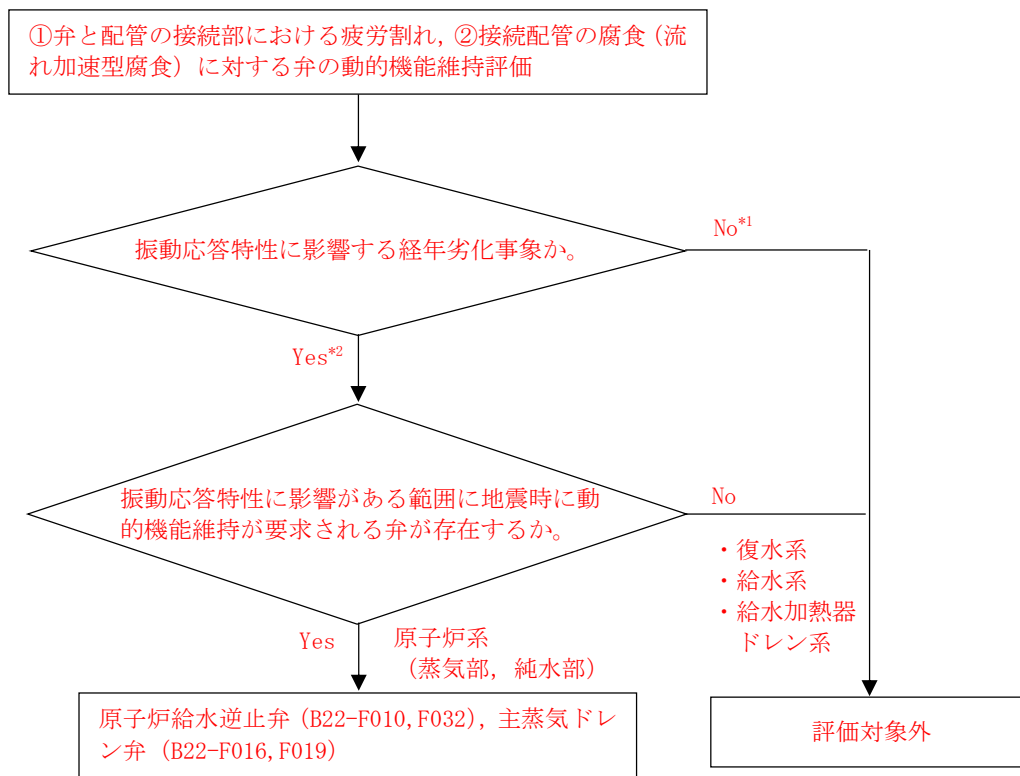 ①弁と配管の接続部における疲労割れ,②接続配管の腐食(流
れ加速型腐食)に対する弁の動的機能維持評価
振動応答特性に影響する経年劣化事象か。
No*1
Yes*2
振動応答特性に影響がある範囲に地震時に動
的機能維持が要求される弁が存在するか。
No
・復水系
・給水系
・給水加熱器
ドレン系
Yes
原子炉系
(蒸気部,純水部)
原子炉給水逆止弁(B22-F010,F032),主蒸気ドレ
ン弁(B22-F016,F019)
評価対象外